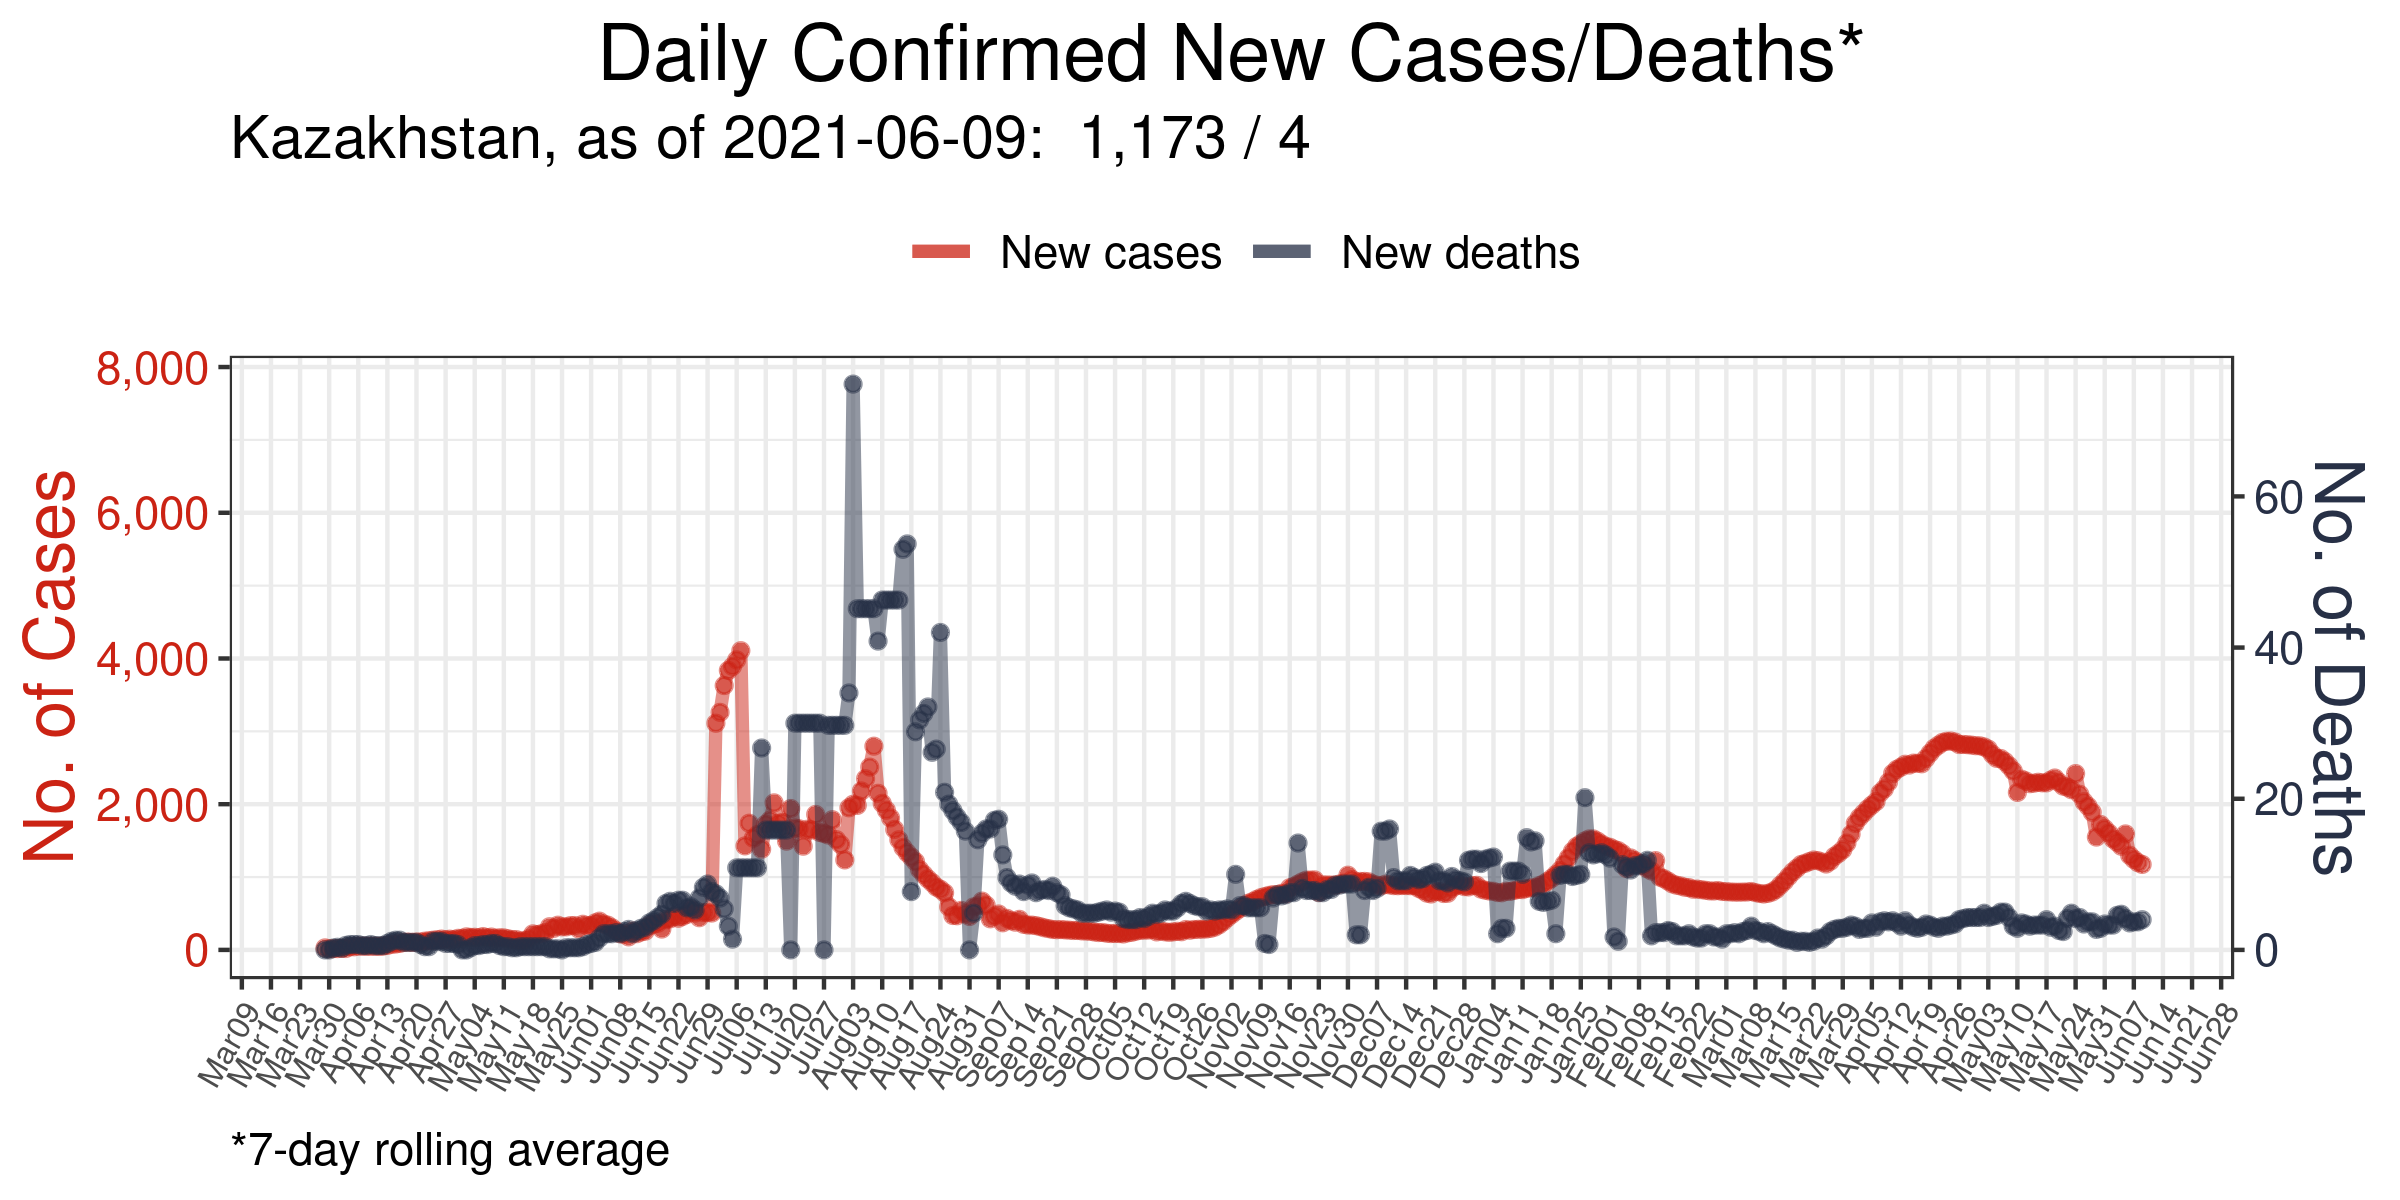 Daily Confirmed New Cases/Deaths*
Kazakhstan, as of 2021-06-09:  1,173 / 4
New cases
New deaths
No. of Cases
8,000
6,000
4,000
2,000
0
60
40
20
0
No. of Deaths
Mar09
Mar16
Mar23
Mar30
Apr06
Apr13
Apr20
Apr27
May04
May11
May18
May25
Jun01
Jun08
Jun15
Jun22
Jun29
Jul06
Jul13
Jul20
Jul27
Aug03
Aug10
Aug17
Aug24
Aug31
Sep07
Sep14
Sep21
Sep28
Oct05
Oct12
Oct19
Oct26
Nov02
Nov09
Nov16
Nov23
Nov30
Dec07
Dec14
Dec21
Dec28
Jan04
Jan11
Jan18
Jan25
Feb01
Feb08
Feb15
Feb22
Mar01
Mar08
Mar15
Mar22
Mar29
Apr05
Apr12
Apr19
Apr26
May03
May10
May17
May24
May31
Jun07
Jun14
Jun21
Jun28
*7-day rolling average